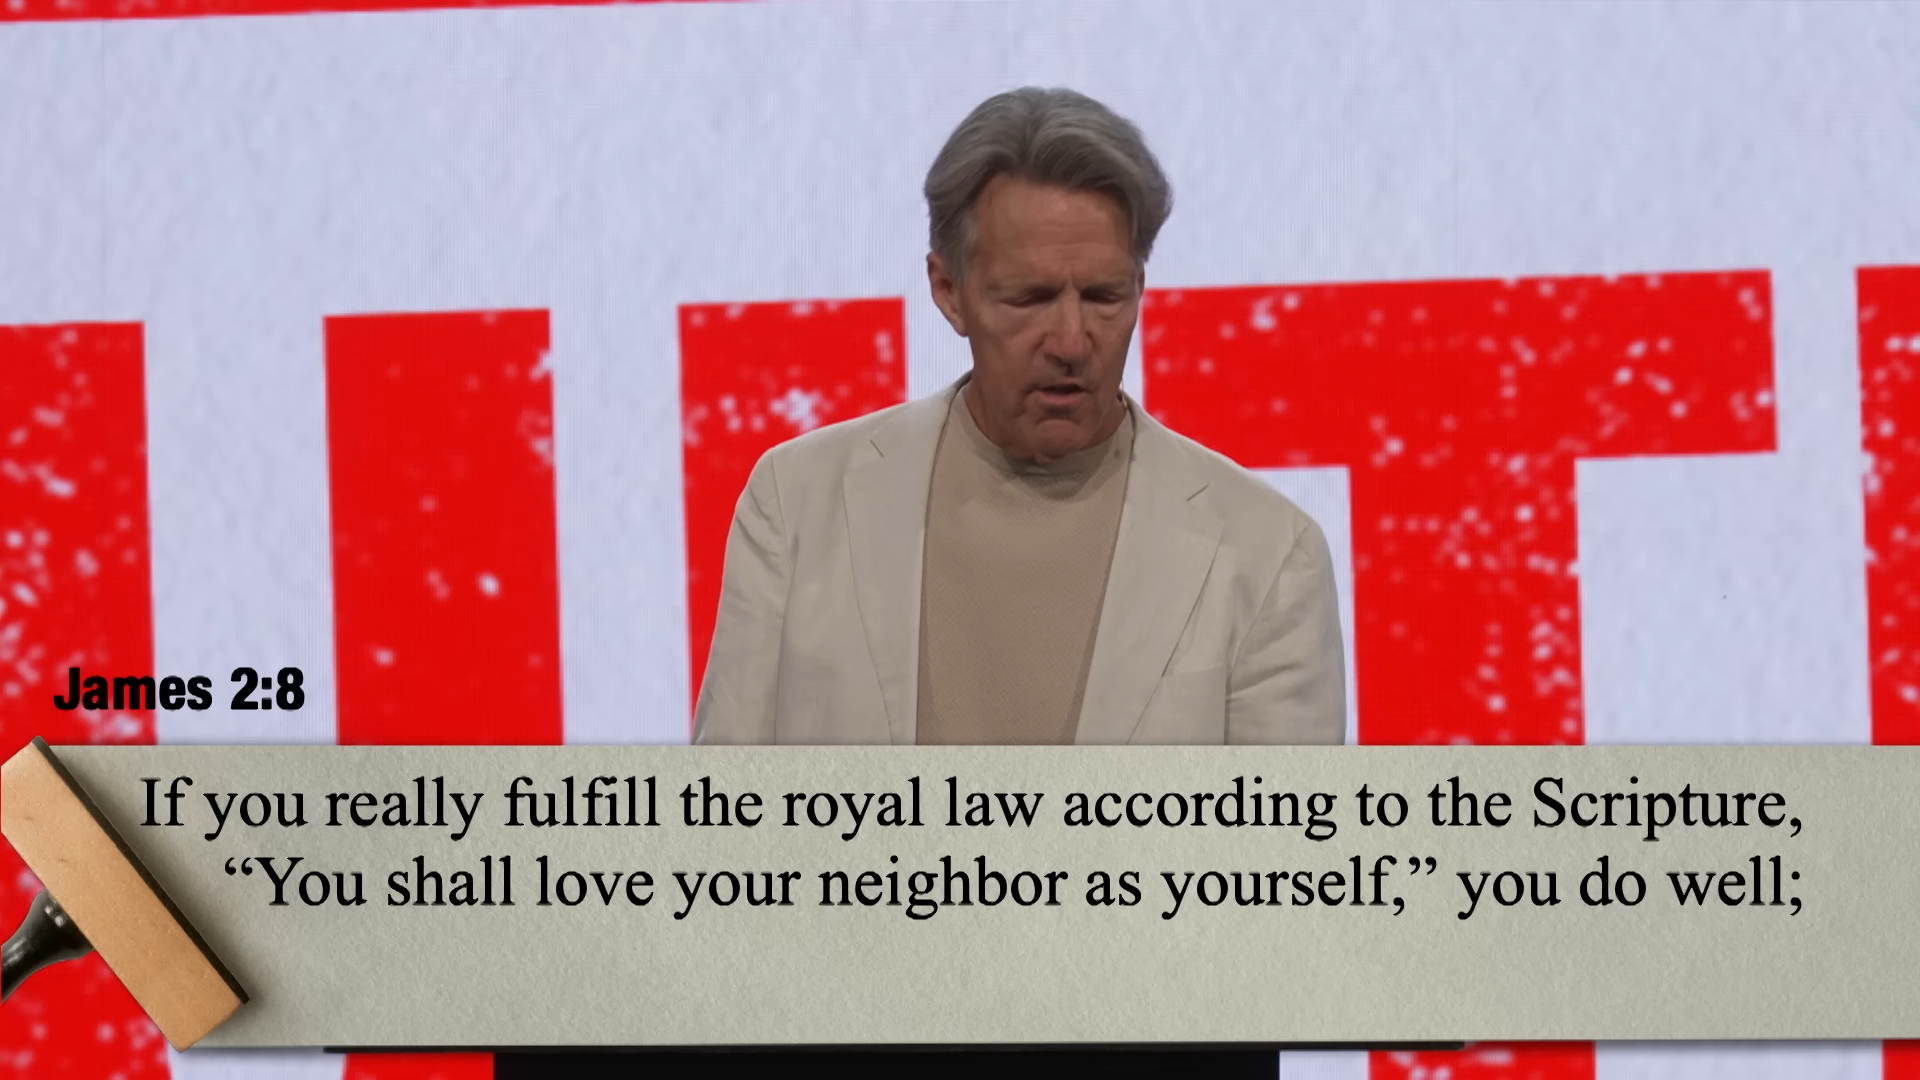 James 2:8
If you really fulfill the royal law according to the Scripture,
“You shall love your neighbor as yourself,” you do well;